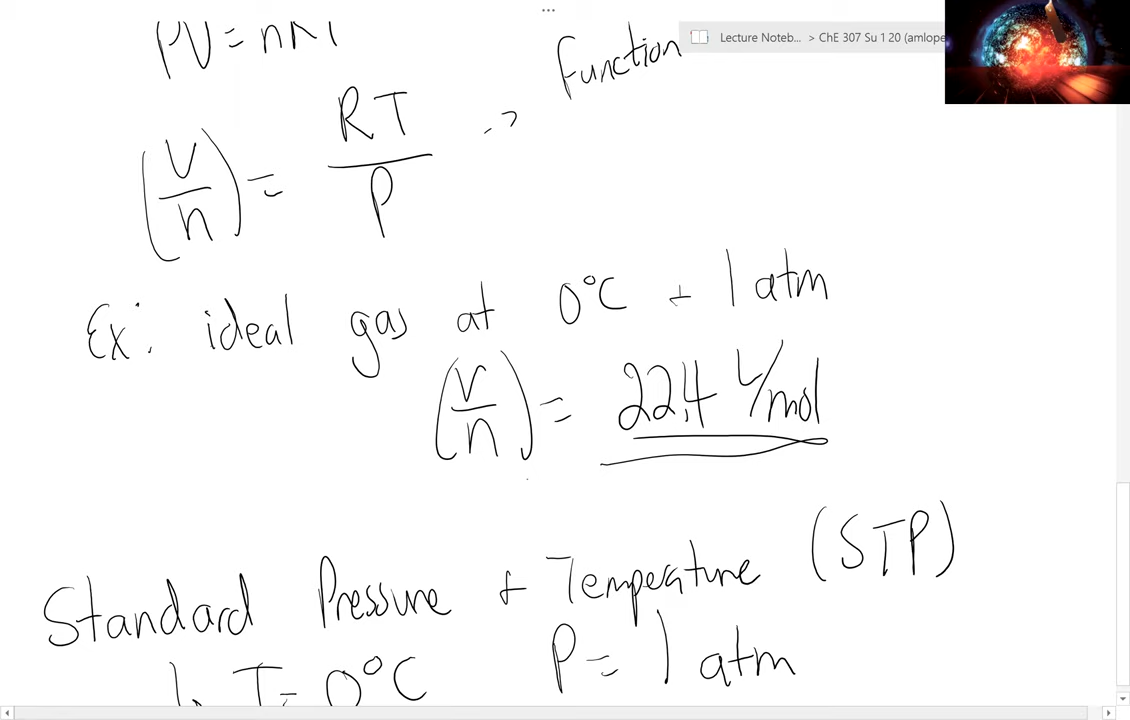 PV = nRT
function
Lecture Noteb... > ChE 307 Su 1 20 (amlope
(V/n) = RT/P ->
Ex: ideal gas at 0°C + 1 atm
(V/n) = 22.4 L/mol
Standard Pressure + Temperature (STP)
↳ T= 0°C P= 1 atm